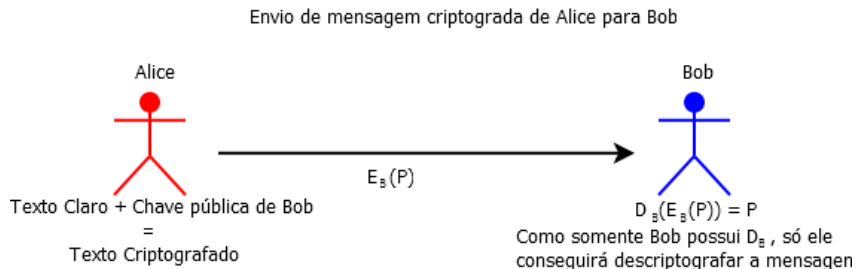 Envio de mensagem criptograda de Alice para Bob
Alice
Bob
E_B(P)
Texto Claro + Chave pública de Bob
=
Texto Criptografado
D_B(E_B(P)) = P
Como somente Bob possui D_B , só ele
conseguirá descriptografar a mensagem